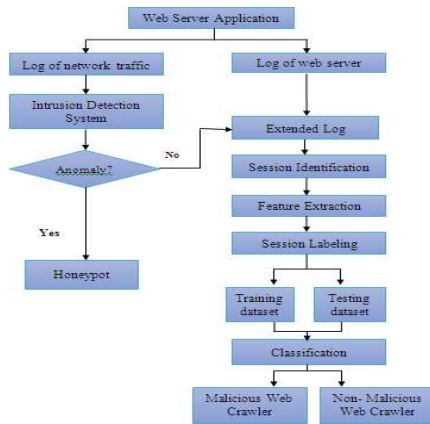 Web Server Application
Log of network traffic
Log of web server
Intrusion Detection
System
Extended Log
No
Anomaly?
Session Identification
Feature Extraction
Yes
Session Labeling
Honeypot
Training
dataset
Testing
dataset
Classification
Malicious Web
Crawler
Non- Malicious
Web Crawler